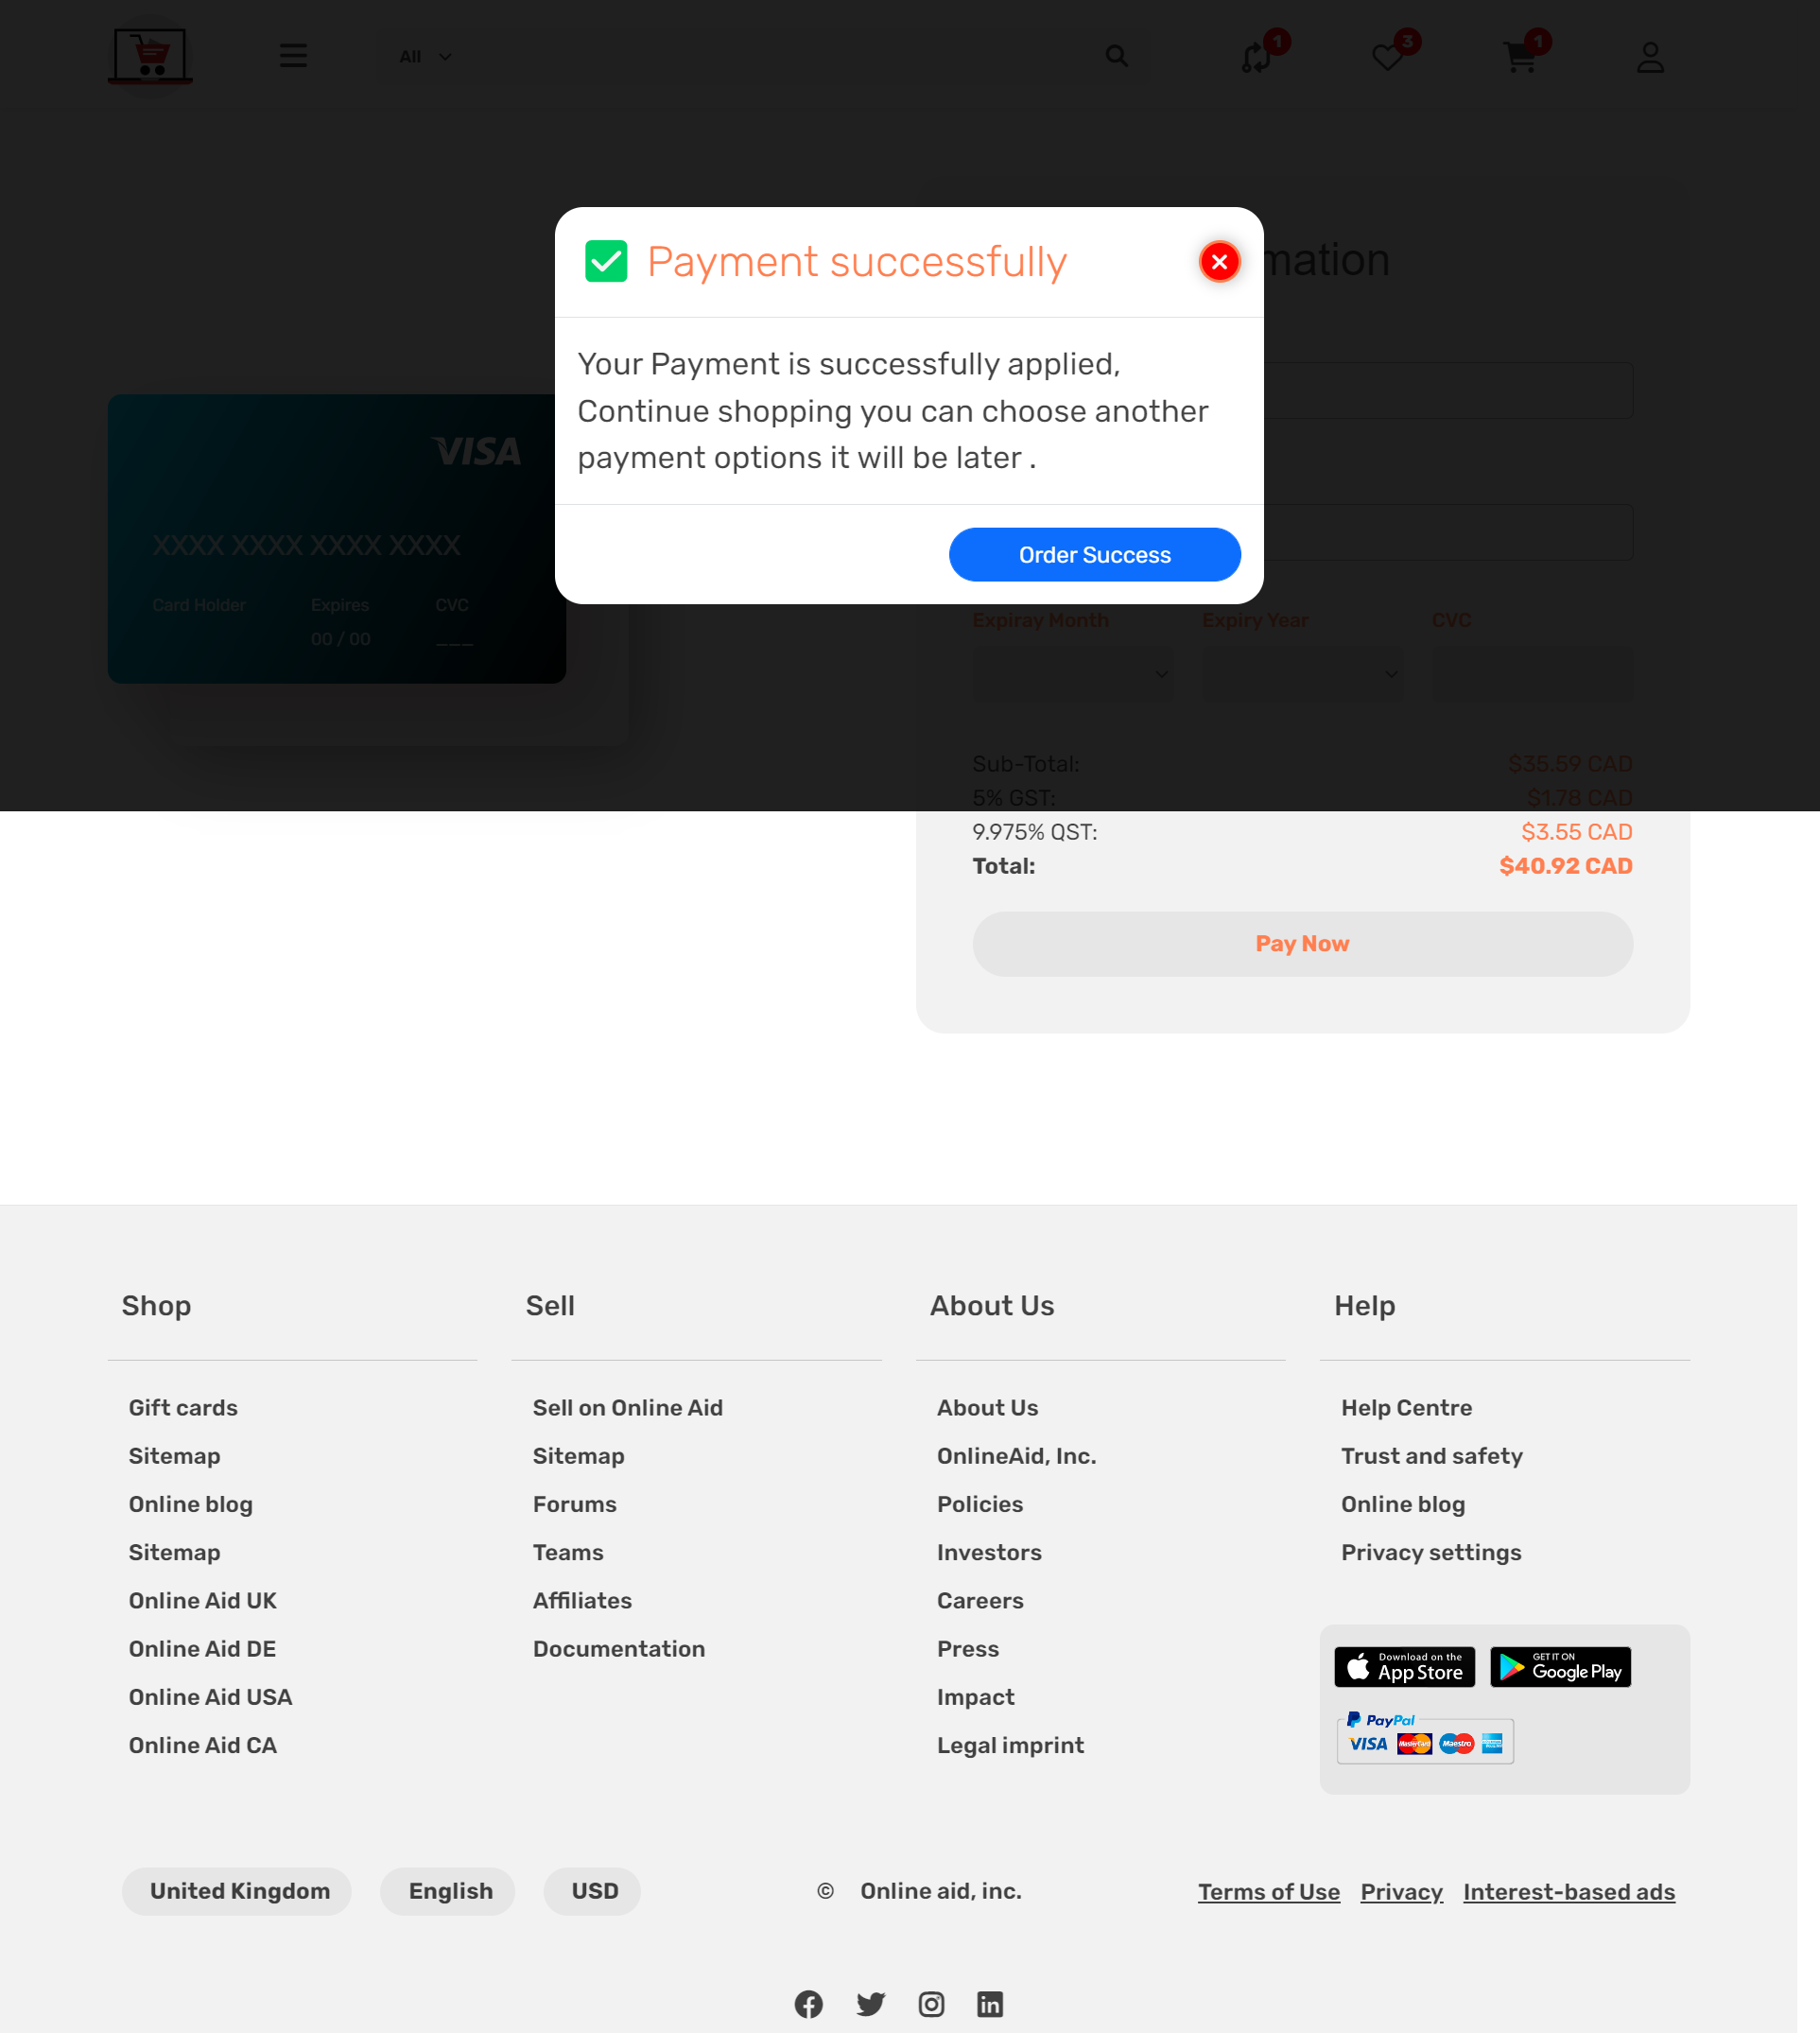 All
1
3
1
Payment successfully
mation
Your Payment is successfully applied,
Continue shopping you can choose another
payment options it will be later .
Order Success
VISA
XXXX XXXX XXXX XXXX
Card Holder
Expires
CVC
00 / 00
___
Expiray Month
Expiry Year
CVC
Sub-Total:
$35.59 CAD
5% GST:
$1.78 CAD
9.975% QST:
$3.55 CAD
Total:
$40.92 CAD
Pay Now
Shop
Gift cards
Sitemap
Online blog
Sitemap
Online Aid UK
Online Aid DE
Online Aid USA
Online Aid CA
Sell
Sell on Online Aid
Sitemap
Forums
Teams
Affiliates
Documentation
About Us
About Us
OnlineAid, Inc.
Policies
Investors
Careers
Press
Impact
Legal imprint
Help
Help Centre
Trust and safety
Online blog
Privacy settings
Download on the
App Store
GET IT ON
Google Play
PayPal
VISA
MasterCard
Maestro
United Kingdom
English
USD
© Online aid, inc.
Terms of Use
Privacy
Interest-based ads